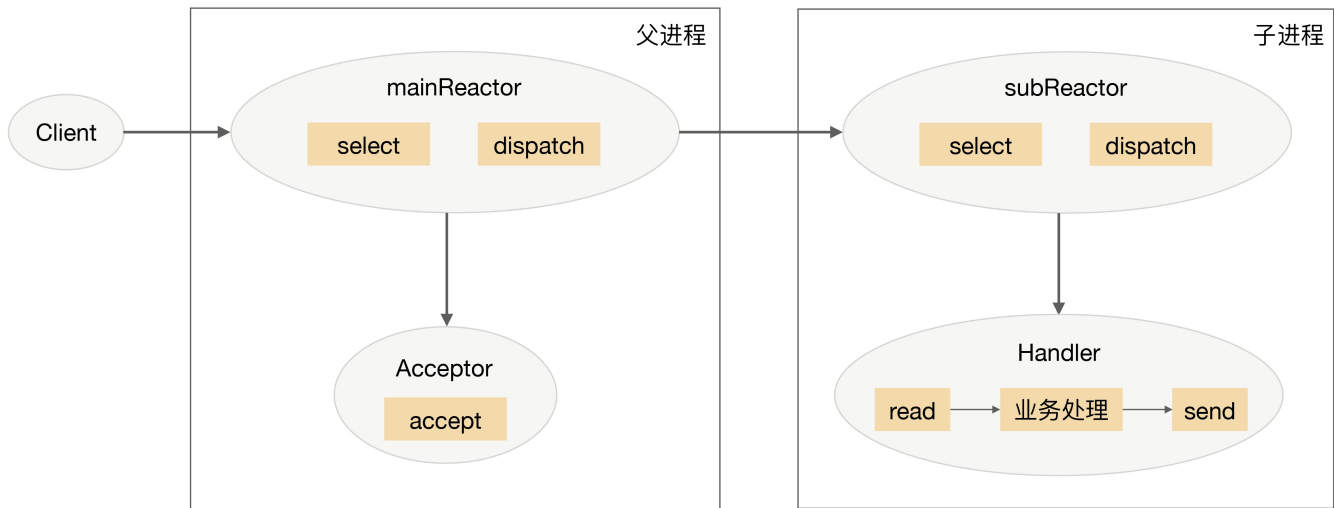 父进程
子进程
Client
mainReactor
select
dispatch
subReactor
select
dispatch
Acceptor
accept
Handler
read
业务处理
send